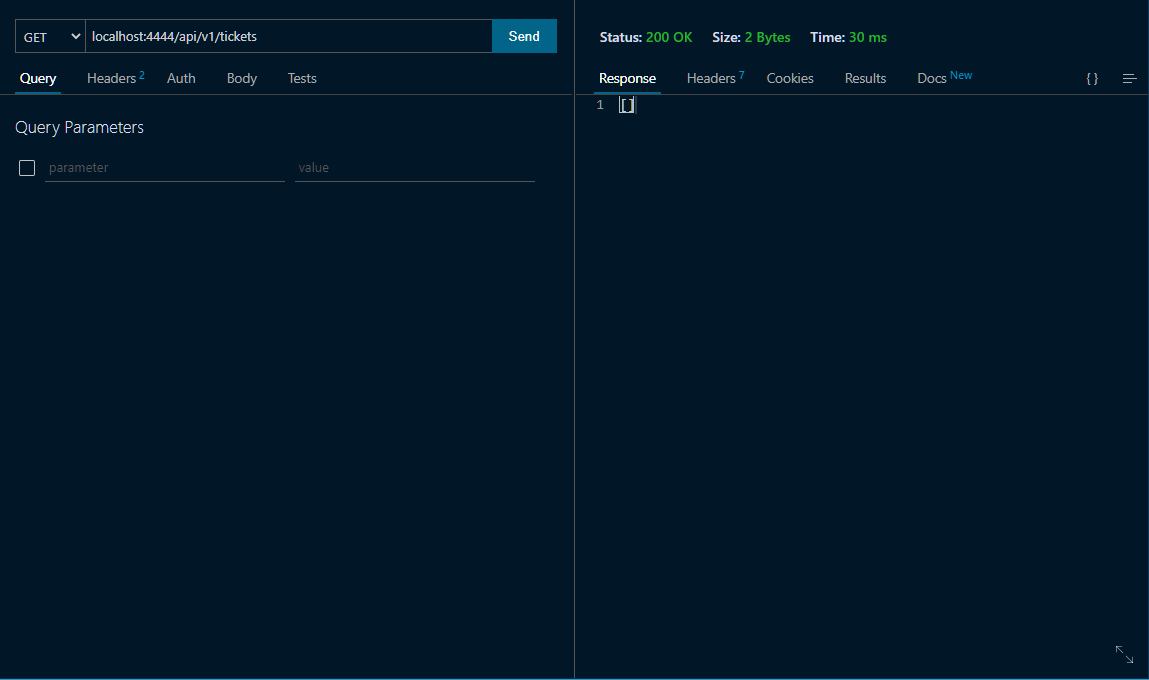 GET localhost:4444/api/v1/tickets Send
Query Headers 2 Auth Body Tests
Query Parameters
parameter value
Status: 200 OK Size: 2 Bytes Time: 30 ms
Response Headers 7 Cookies Results Docs New { }
1 []